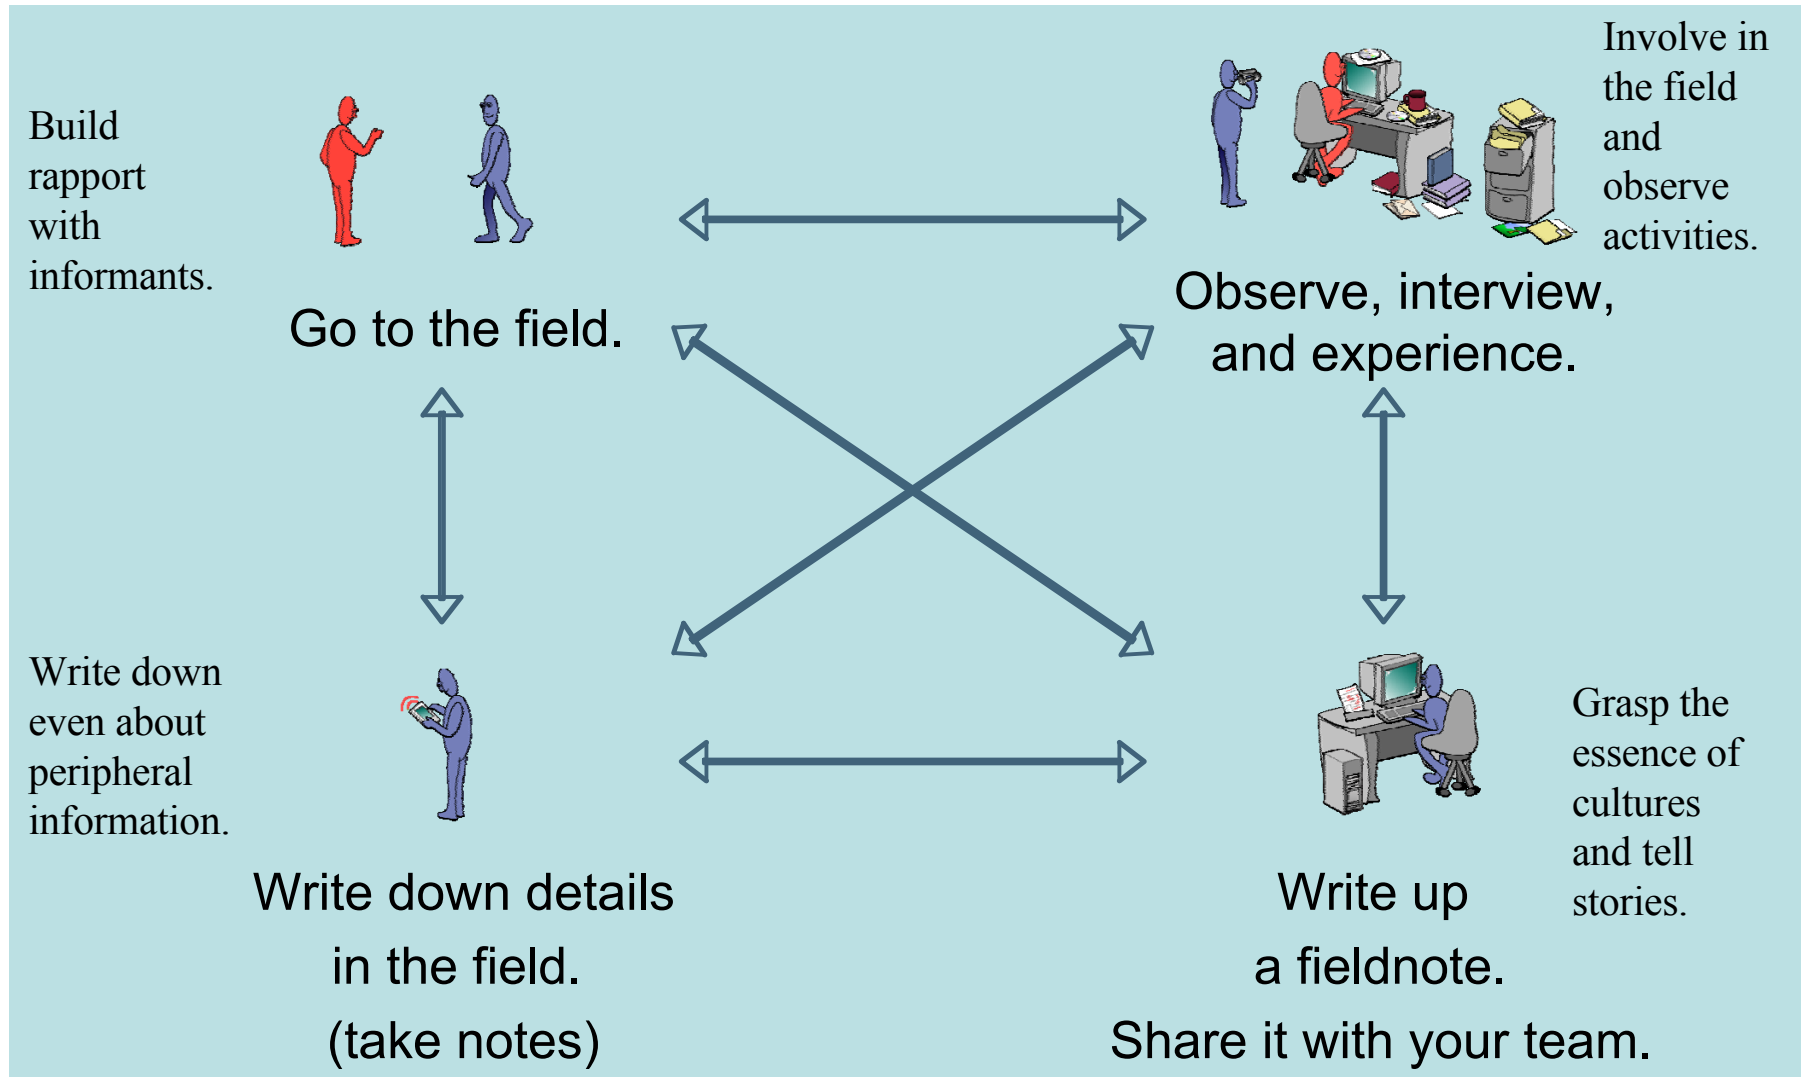 Build
rapport
with
informants.
Go to the field.
Involve in
the field
and
observe
activities.
Observe, interview,
and experience.
Write down
even about
peripheral
information.
Write down details
in the field.
(take notes)
Grasp the
essence of
cultures
and tell
stories.
Write up
a fieldnote.
Share it with your team.